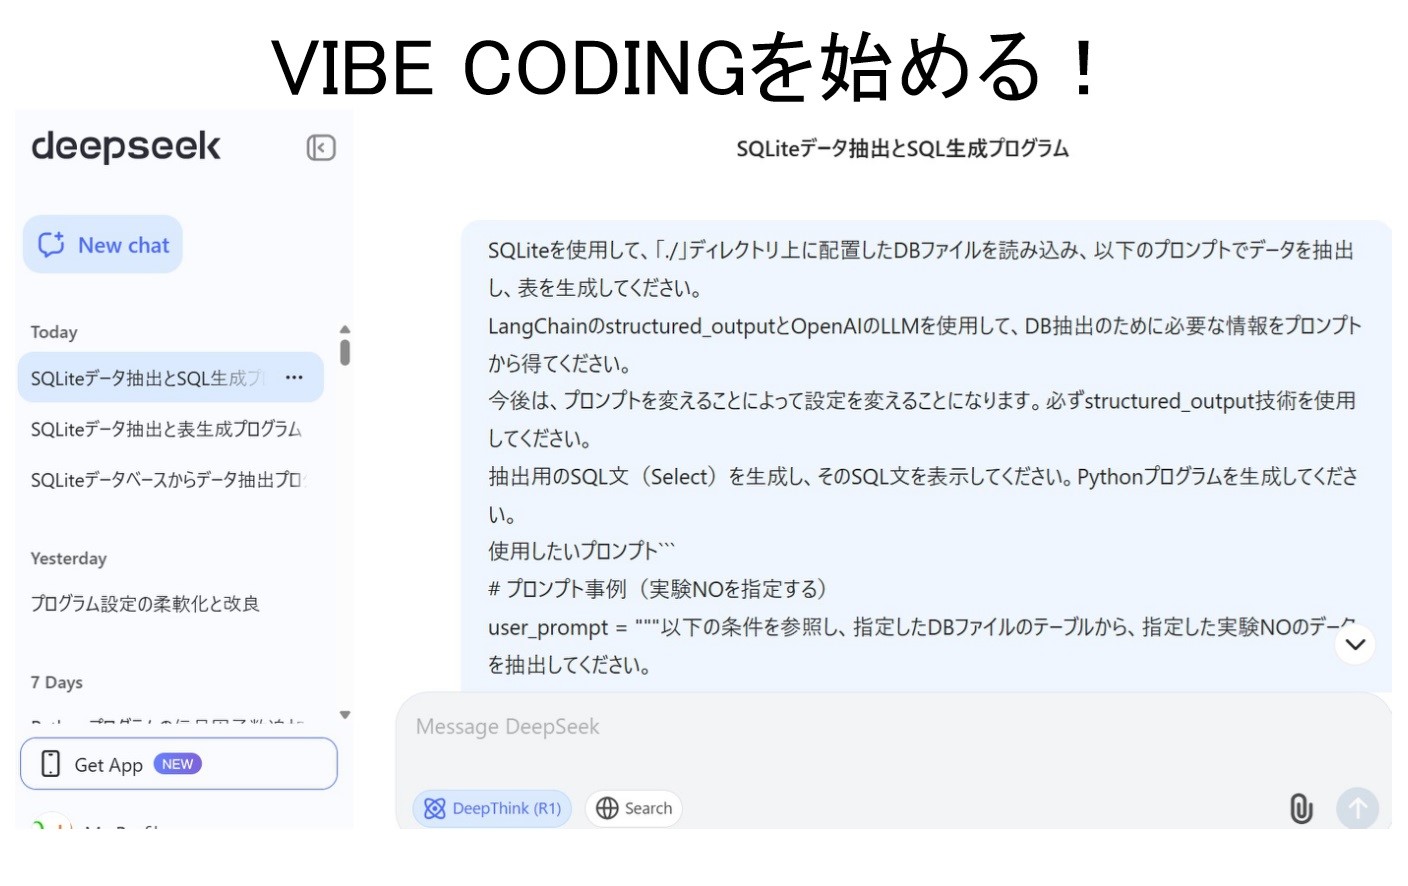 VIBE CODINGを始める！
deepseek
New chat
Today
SQLiteデータ抽出とSQL生成プ
SQLiteデータ抽出と表生成プログラム
SQLiteデータベースからデータ抽出プロ
Yesterday
プログラム設定の柔軟化と改良
7 Days
Get App NEW
SQLiteデータ抽出とSQL生成プログラム
SQLiteを使用して、「./」ディレクトリ上に配置したDBファイルを読み込み、以下のプロンプトでデータを抽出
し、表を生成してください。
LangChainのstructured_outputとOpenAIのLLMを使用して、DB抽出のために必要な情報をプロンプト
から得てください。
今後は、プロンプトを変えることによって設定を変えることになります。必ずstructured_output技術を使用
してください。
抽出用のSQL文（Select）を生成し、そのSQL文を表示してください。Pythonプログラムを生成してくださ
い。
使用したいプロンプト```
# プロンプト事例（実験NOを指定する）
user_prompt = """以下の条件を参照し、指定したDBファイルのテーブルから、指定した実験NOのデータ
を抽出してください。
Message DeepSeek
DeepThink (R1)
Search